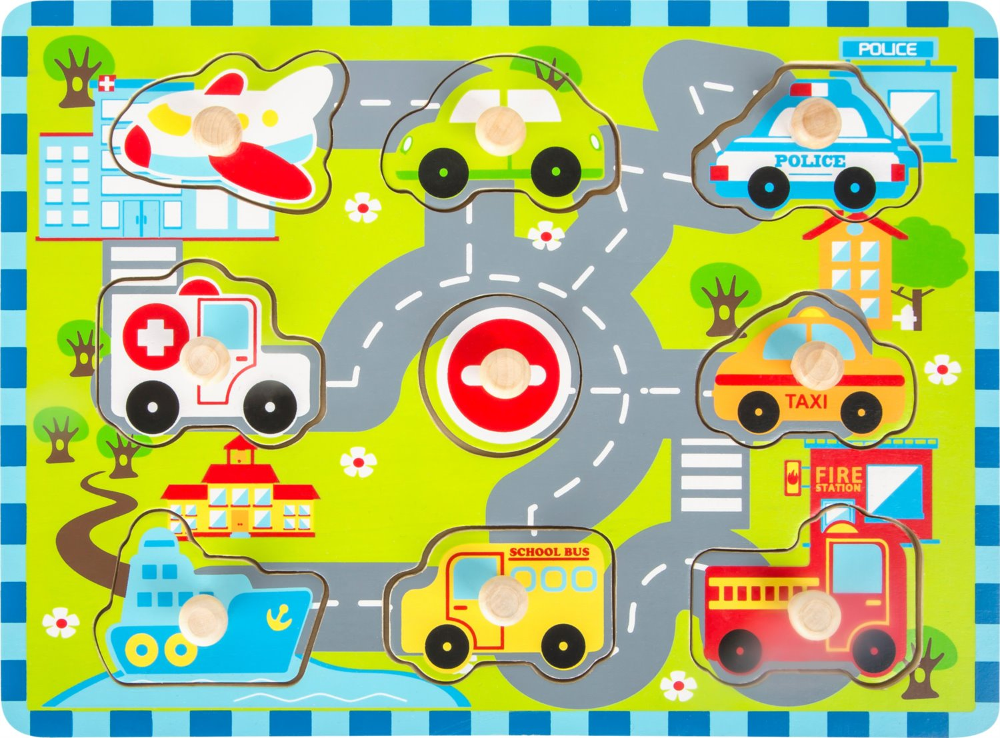 POLICE
POLICE
TAXI
FIRE
STATION
SCHOOL BUS